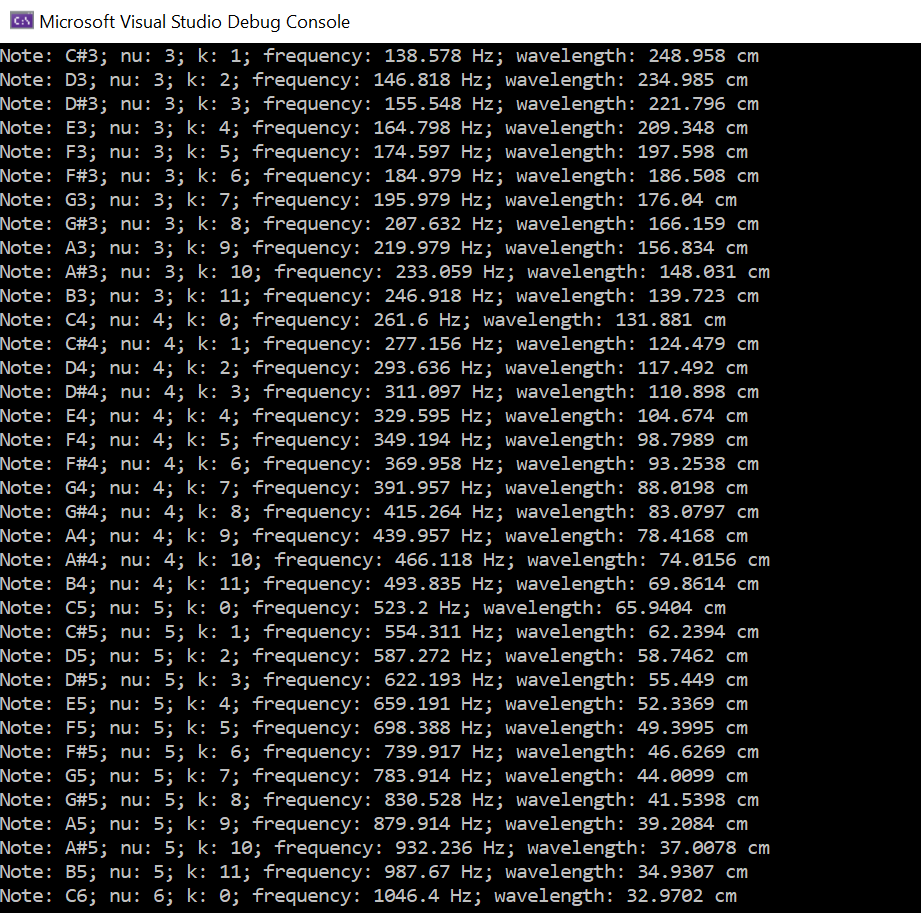 C:\ Microsoft Visual Studio Debug Console
Note: C#3; nu: 3; k: 1; frequency: 138.578 Hz; wavelength: 248.958 cm
Note: D3; nu: 3; k: 2; frequency: 146.818 Hz; wavelength: 234.985 cm
Note: D#3; nu: 3; k: 3; frequency: 155.548 Hz; wavelength: 221.796 cm
Note: E3; nu: 3; k: 4; frequency: 164.798 Hz; wavelength: 209.348 cm
Note: F3; nu: 3; k: 5; frequency: 174.597 Hz; wavelength: 197.598 cm
Note: F#3; nu: 3; k: 6; frequency: 184.979 Hz; wavelength: 186.508 cm
Note: G3; nu: 3; k: 7; frequency: 195.979 Hz; wavelength: 176.04 cm
Note: G#3; nu: 3; k: 8; frequency: 207.632 Hz; wavelength: 166.159 cm
Note: A3; nu: 3; k: 9; frequency: 219.979 Hz; wavelength: 156.834 cm
Note: A#3; nu: 3; k: 10; frequency: 233.059 Hz; wavelength: 148.031 cm
Note: B3; nu: 3; k: 11; frequency: 246.918 Hz; wavelength: 139.723 cm
Note: C4; nu: 4; k: 0; frequency: 261.6 Hz; wavelength: 131.881 cm
Note: C#4; nu: 4; k: 1; frequency: 277.156 Hz; wavelength: 124.479 cm
Note: D4; nu: 4; k: 2; frequency: 293.636 Hz; wavelength: 117.492 cm
Note: D#4; nu: 4; k: 3; frequency: 311.097 Hz; wavelength: 110.898 cm
Note: E4; nu: 4; k: 4; frequency: 329.595 Hz; wavelength: 104.674 cm
Note: F4; nu: 4; k: 5; frequency: 349.194 Hz; wavelength: 98.7989 cm
Note: F#4; nu: 4; k: 6; frequency: 369.958 Hz; wavelength: 93.2538 cm
Note: G4; nu: 4; k: 7; frequency: 391.957 Hz; wavelength: 88.0198 cm
Note: G#4; nu: 4; k: 8; frequency: 415.264 Hz; wavelength: 83.0797 cm
Note: A4; nu: 4; k: 9; frequency: 439.957 Hz; wavelength: 78.4168 cm
Note: A#4; nu: 4; k: 10; frequency: 466.118 Hz; wavelength: 74.0156 cm
Note: B4; nu: 4; k: 11; frequency: 493.835 Hz; wavelength: 69.8614 cm
Note: C5; nu: 5; k: 0; frequency: 523.2 Hz; wavelength: 65.9404 cm
Note: C#5; nu: 5; k: 1; frequency: 554.311 Hz; wavelength: 62.2394 cm
Note: D5; nu: 5; k: 2; frequency: 587.272 Hz; wavelength: 58.7462 cm
Note: D#5; nu: 5; k: 3; frequency: 622.193 Hz; wavelength: 55.449 cm
Note: E5; nu: 5; k: 4; frequency: 659.191 Hz; wavelength: 52.3369 cm
Note: F5; nu: 5; k: 5; frequency: 698.388 Hz; wavelength: 49.3995 cm
Note: F#5; nu: 5; k: 6; frequency: 739.917 Hz; wavelength: 46.6269 cm
Note: G5; nu: 5; k: 7; frequency: 783.914 Hz; wavelength: 44.0099 cm
Note: G#5; nu: 5; k: 8; frequency: 830.528 Hz; wavelength: 41.5398 cm
Note: A5; nu: 5; k: 9; frequency: 879.914 Hz; wavelength: 39.2084 cm
Note: A#5; nu: 5; k: 10; frequency: 932.236 Hz; wavelength: 37.0078 cm
Note: B5; nu: 5; k: 11; frequency: 987.67 Hz; wavelength: 34.9307 cm
Note: C6; nu: 6; k: 0; frequency: 1046.4 Hz; wavelength: 32.9702 cm